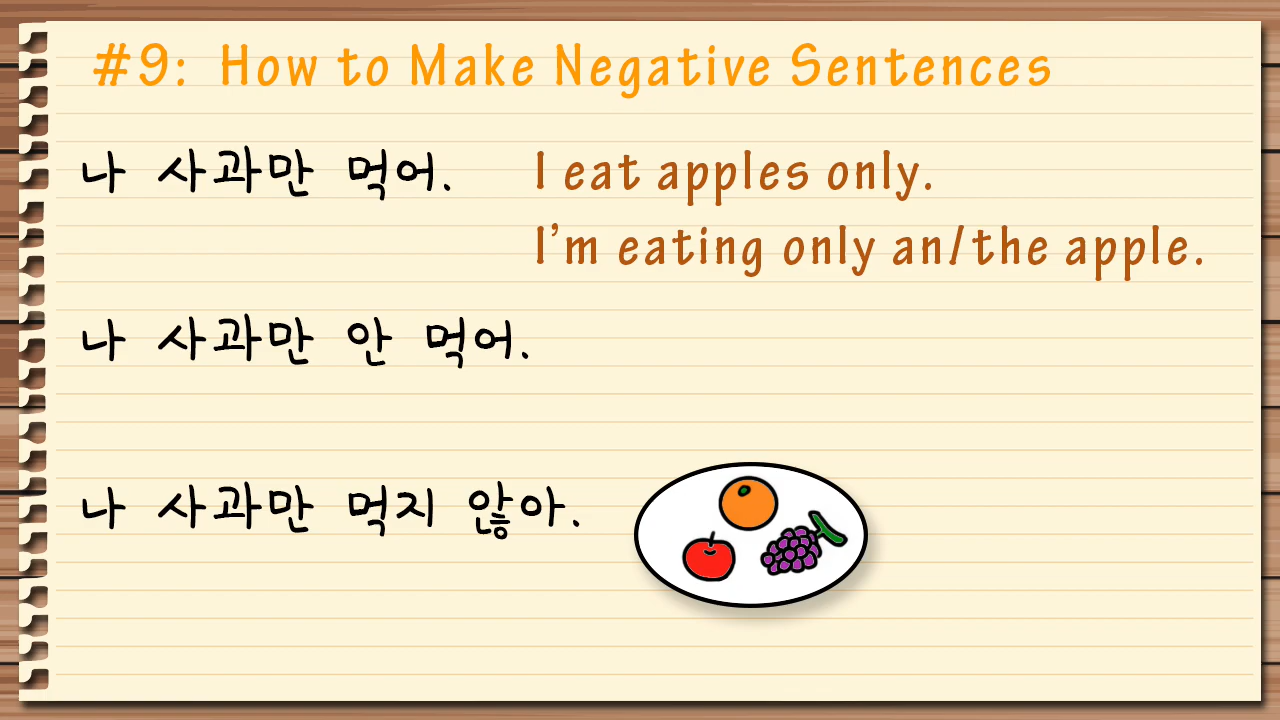 #9: How to Make Negative Sentences
나 사과만 먹어. I eat apples only.
I'm eating only an/the apple.
나 사과만 안 먹어.
나 사과만 먹지 않아.